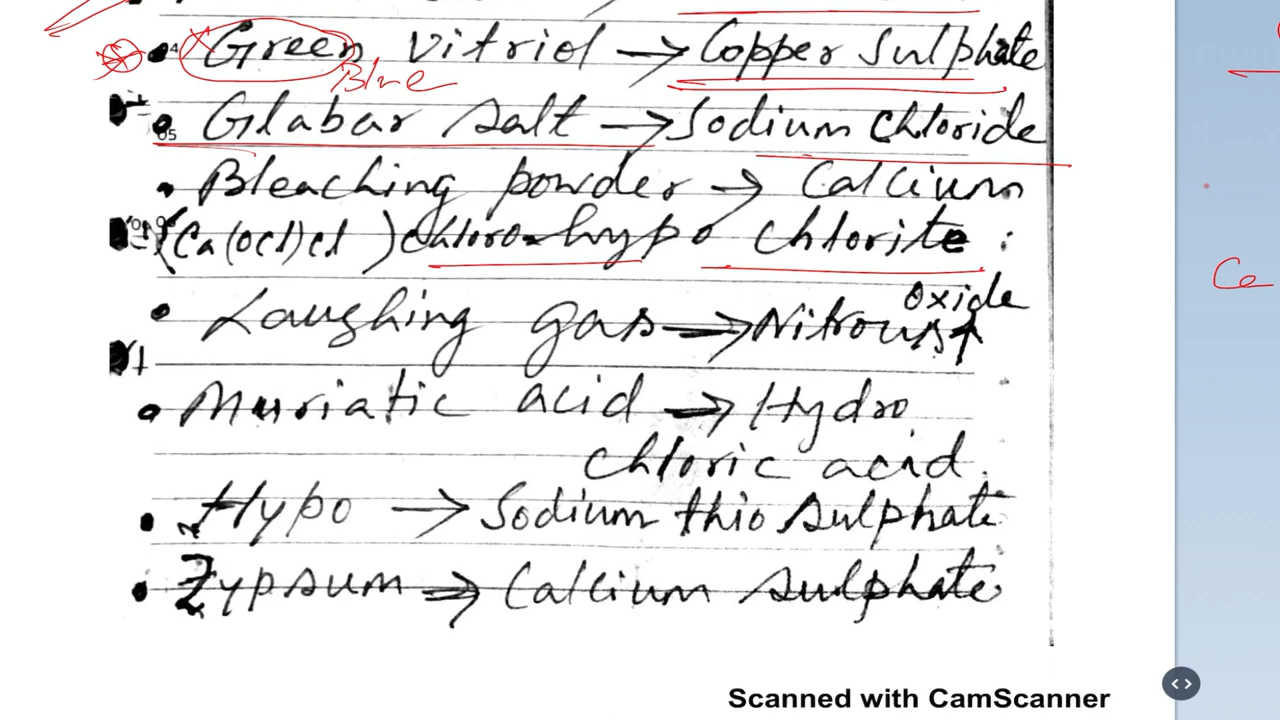 • Green Vitriol → Copper Sulphate
Blue
• Glabar salt → Sodium chloride
• Bleaching powder → Calcium
(Ca(ocl)cl ) chloro-hypo chlorite :
oxide
• Laughing gas → Nitrous
• Muriatic acid → Hydro
chloric acid.
• Hypo → Sodium thio sulphate
• Zypsum → Calcium sulphate
Scanned with CamScanner